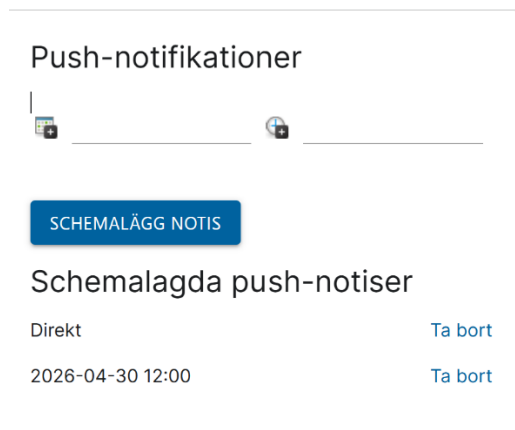 Push-notifikationer
SCHEMALÄGG NOTIS
Schemalagda push-notiser
Direkt Ta bort
2026-04-30 12:00 Ta bort